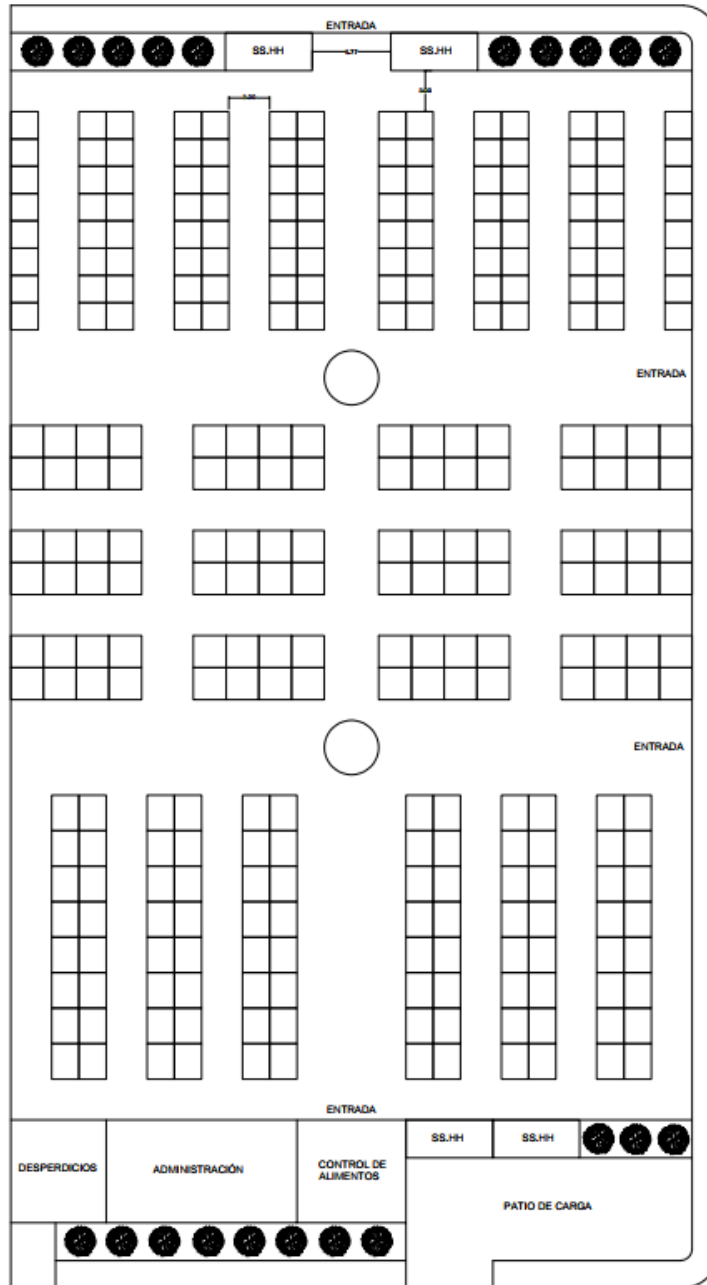 ENTRADA
SS.HH
SS.HH
ENTRADA
ENTRADA
ENTRADA
SS.HH
SS.HH
DESPERDICIOS
ADMINISTRACIÓN
CONTROL DE
ALIMENTOS
PATIO DE CARGA